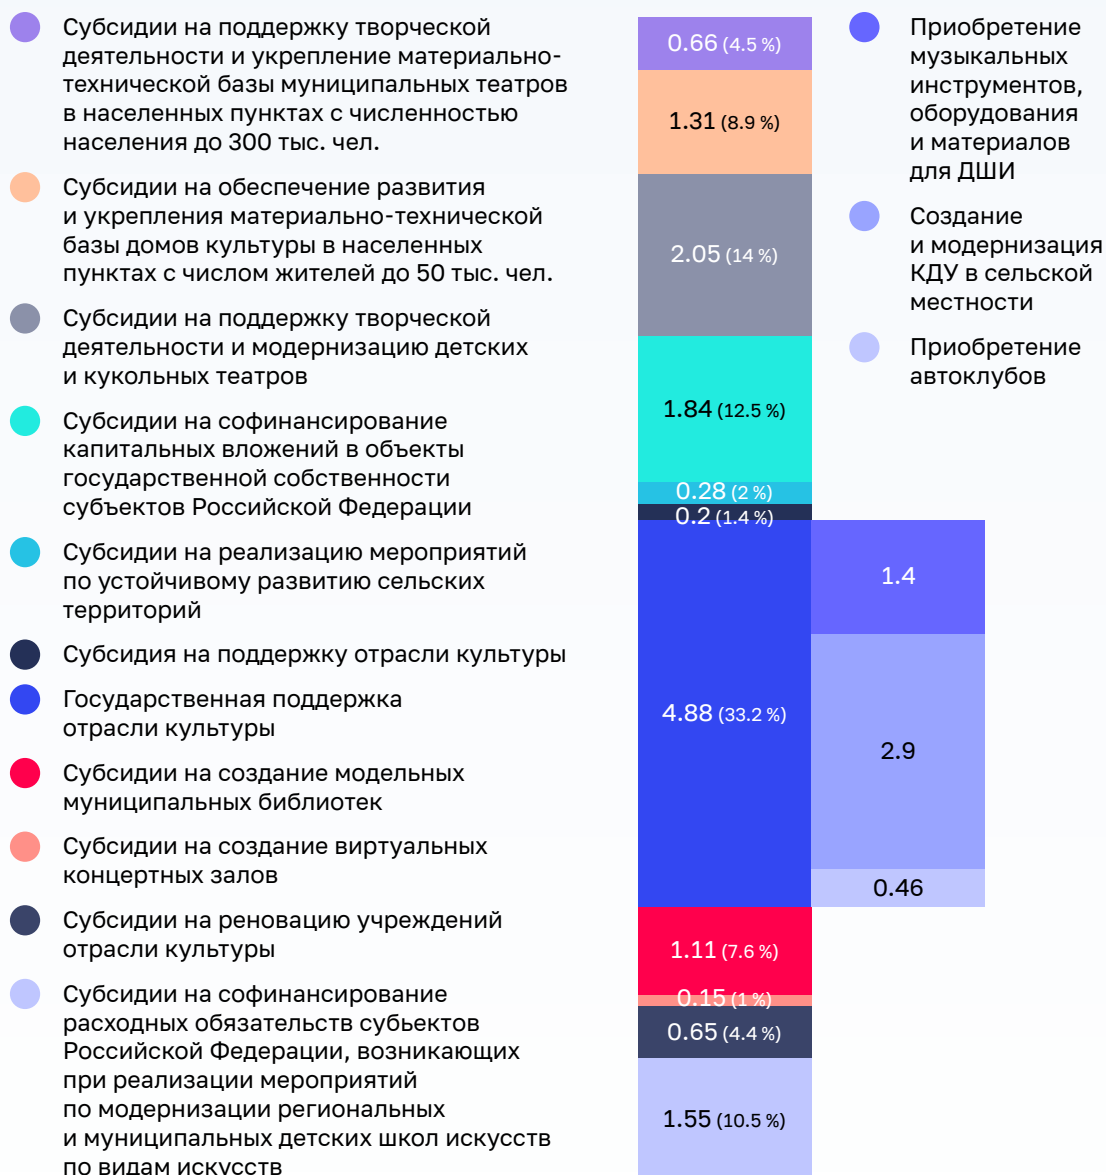 Субсидии на поддержку творческой
деятельности и укрепление материально-
технической базы муниципальных театров
в населенных пунктах с численностью
населения до 300 тыс. чел.
Субсидии на обеспечение развития
и укрепления материально-технической
базы домов культуры в населенных
пунктах с числом жителей до 50 тыс. чел.
Субсидии на поддержку творческой
деятельности и модернизацию детских
и кукольных театров
Субсидии на софинансирование
капитальных вложений в объекты
государственной собственности
субъектов Российской Федерации
Субсидии на реализацию мероприятий
по устойчивому развитию сельских
территорий
Субсидия на поддержку отрасли культуры
Государственная поддержка
отрасли культуры
Субсидии на создание модельных
муниципальных библиотек
Субсидии на создание виртуальных
концертных залов
Субсидии на реновацию учреждений
отрасли культуры
Субсидии на софинансирование
расходных обязательств субьектов
Российской Федерации, возникающих
при реализации мероприятий
по модернизации региональных
и муниципальных детских школ искусств
по видам искусств
0.66 (4.5 %)
1.31 (8.9 %)
2.05 (14 %)
1.84 (12.5 %)
0.28 (2 %)
0.2 (1.4 %)
4.88 (33.2 %)
1.11 (7.6 %)
0.15 (1 %)
0.65 (4.4 %)
1.55 (10.5 %)
1.4
2.9
0.46
Приобретение
музыкальных
инструментов,
оборудования
и материалов
для ДШИ
Создание
и модернизация
КДУ в сельской
местности
Приобретение
автоклубов